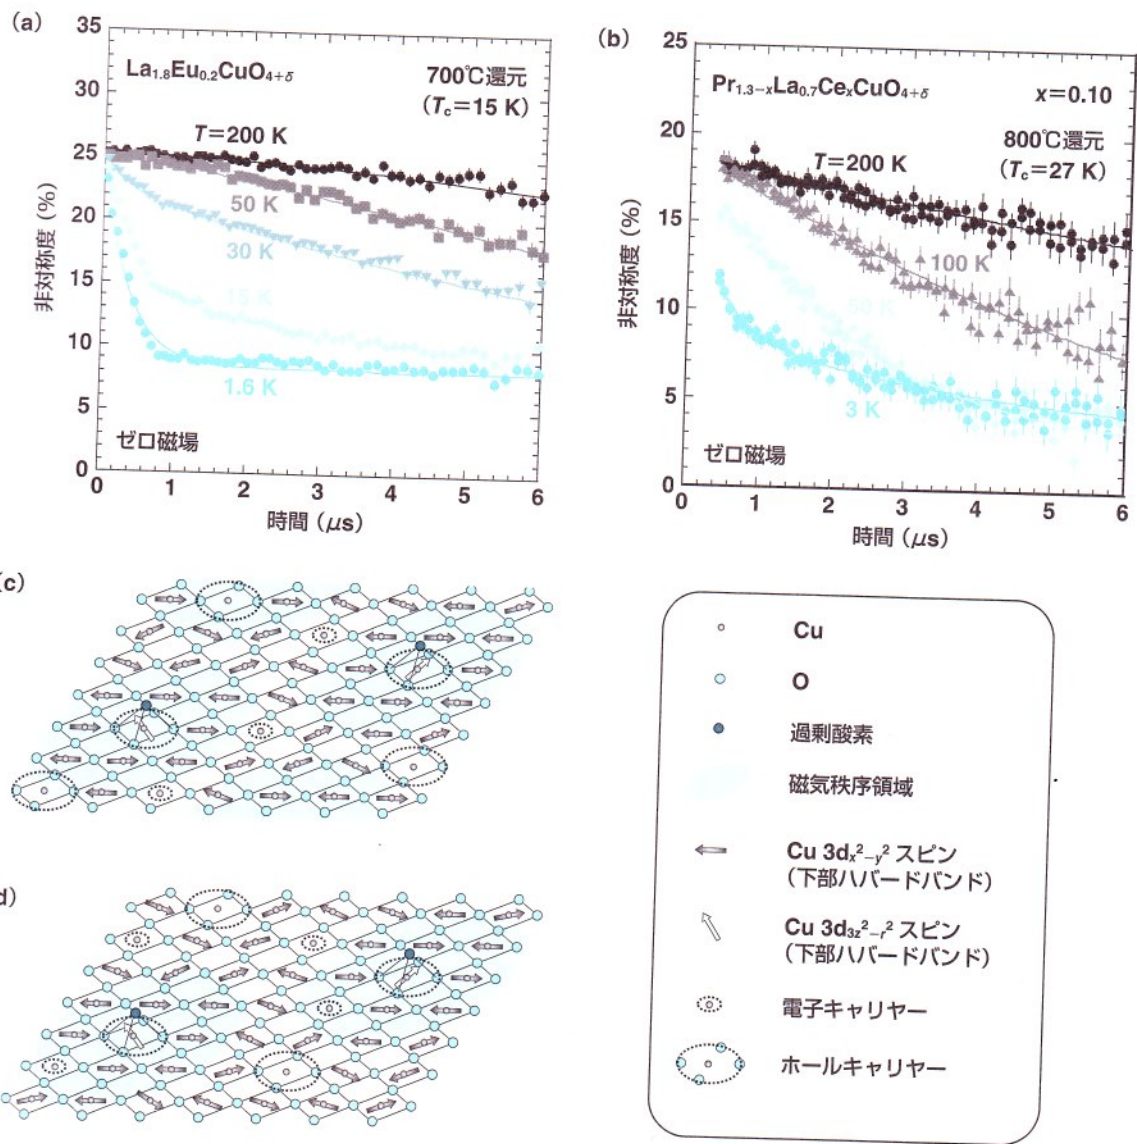 (a)
35
30
25
20
15
10
5
0
非対称度 (%)
La1.8Eu0.2CuO4+δ
700℃還元
(Tc=15 K)
T=200 K
50 K
30 K
15 K
1.6 K
ゼロ磁場
0 1 2 3 4 5 6
時間 (μs)
(b)
25
20
15
10
5
0
非対称度 (%)
Pr1.3−xLa0.7CexCuO4+δ
x=0.10
800℃還元
(Tc=27 K)
T=200 K
100 K
50 K
3 K
ゼロ磁場
0 1 2 3 4 5 6
時間 (μs)
(c)
d)
Cu
O
過剰酸素
磁気秩序領域
Cu 3dx²−y² スピン
(下部ハバードバンド)
Cu 3d3z²−r² スピン
(下部ハバードバンド)
電子キャリヤー
ホールキャリヤー